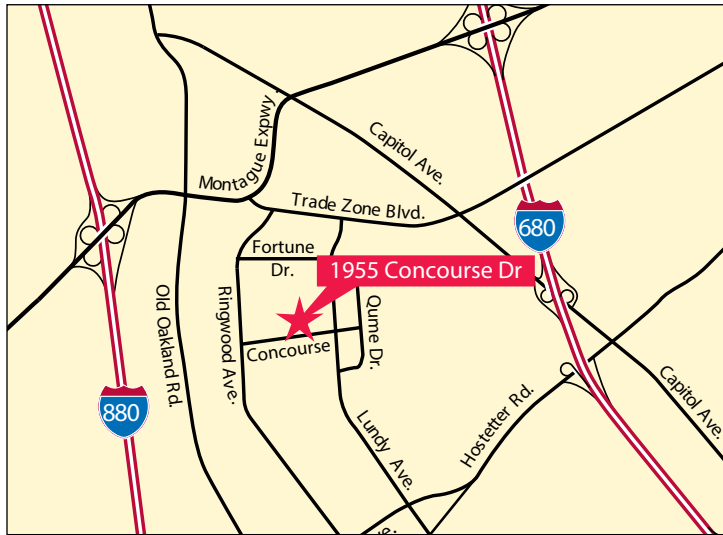 Montague Expwy
Capitol Ave.
Trade Zone Blvd.
680
Fortune
Dr.
1955 Concourse Dr
Old Oakland Rd.
Ringwood Ave.
Qume Dr.
Concourse
880
Lundy Ave.
Hostetter Rd.
Capitol Ave.